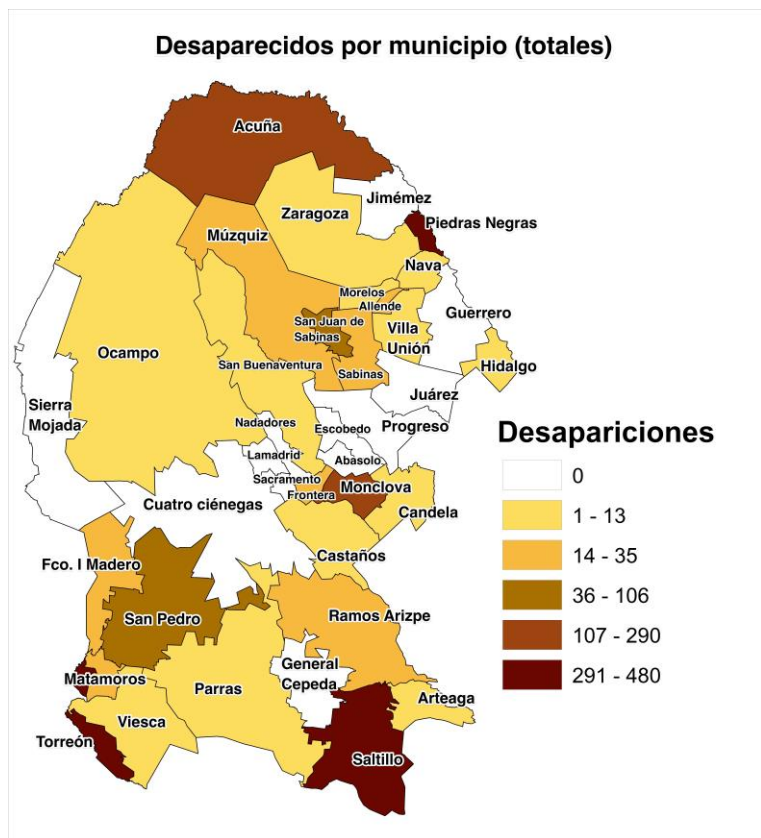 Desaparecidos por municipio (totales)
Acuña
Jimémez
Zaragoza
Piedras Negras
Múzquiz
Nava
Morelos
Allende
Guerrero
San Juan de
Sabinas
Villa
Unión
Ocampo
San Buenaventura
Sabinas
Hidalgo
Juárez
Sierra
Mojada
Nadadores
Escobedo
Progreso
Lamadrid
Abasolo
Sacramento
Frontera
Monclova
Cuatro ciénegas
Candela
Castaños
Fco. I Madero
San Pedro
Ramos Arizpe
General
Cepeda
Matamoros
Parras
Arteaga
Viesca
Torreón
Saltillo
Desapariciones
0
1 - 13
14 - 35
36 - 106
107 - 290
291 - 480